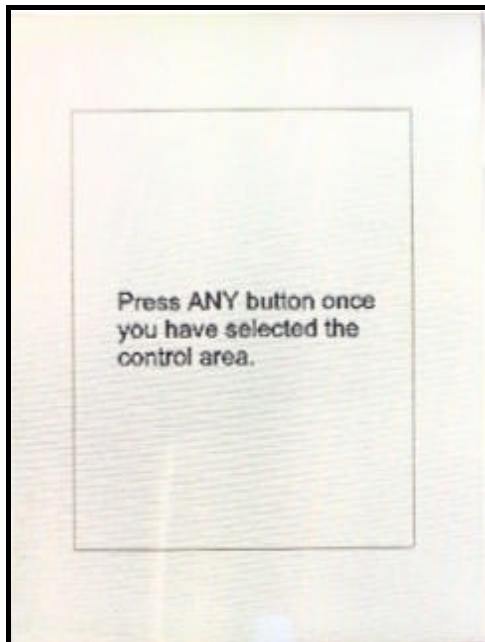 Press ANY button once
you have selected the
control area.